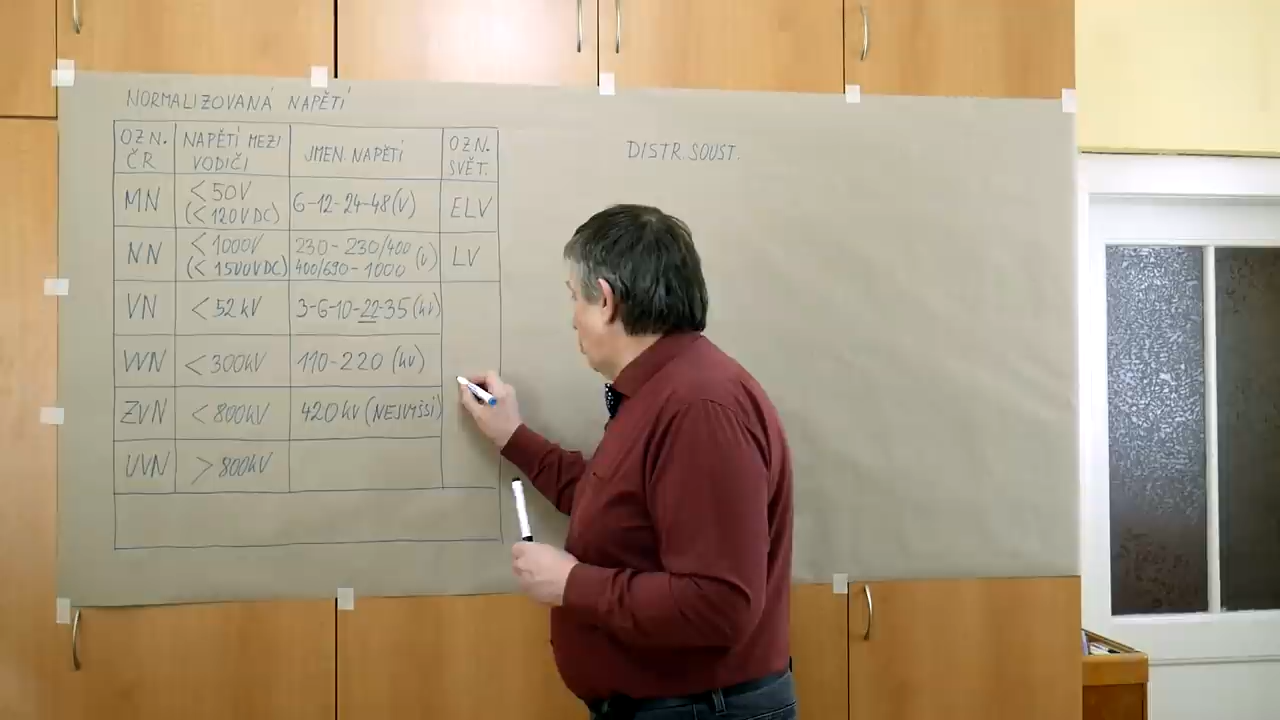 NORMALIZOVANÁ NAPĚTÍ
OZN. ČR NAPĚTÍ MEZI VODIČI JMEN. NAPĚTÍ OZN. SVĚT.
MN <50V (<120V DC) 6-12-24-48(V) ELV
NN <1000V (<1500VDC) 230-230/400 400/690-1000 (V) LV
VN <52kV 3-6-10-22-35(kV)
VVN <300kV 110-220 (kV)
ZVN <800kV 420kV (NEJVYŠŠÍ)
UVN >800kV
DISTR. SOUST.